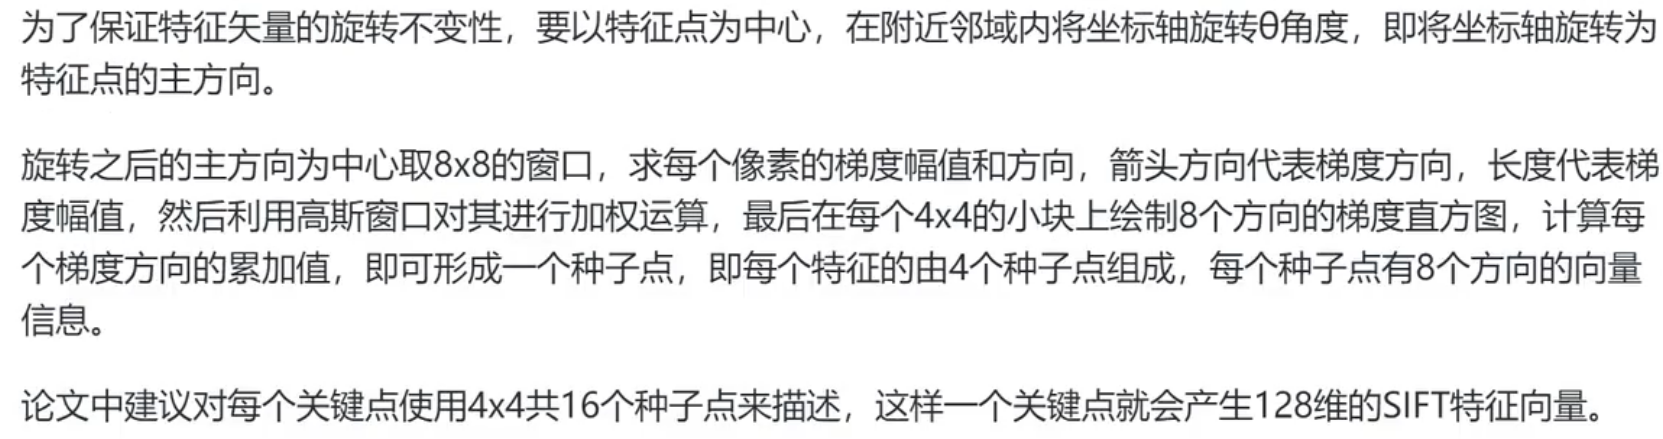 为了保证特征矢量的旋转不变性，要以特征点为中心，在附近邻域内将坐标轴旋转θ角度，即将坐标轴旋转为
特征点的主方向。
旋转之后的主方向为中心取8x8的窗口，求每个像素的梯度幅值和方向，箭头方向代表梯度方向，长度代表梯
度幅值，然后利用高斯窗口对其进行加权运算，最后在每个4x4的小块上绘制8个方向的梯度直方图，计算每
个梯度方向的累加值，即可形成一个种子点，即每个特征的由4个种子点组成，每个种子点有8个方向的向量
信息。
论文中建议对每个关键点使用4x4共16个种子点来描述，这样一个关键点就会产生128维的SIFT特征向量。